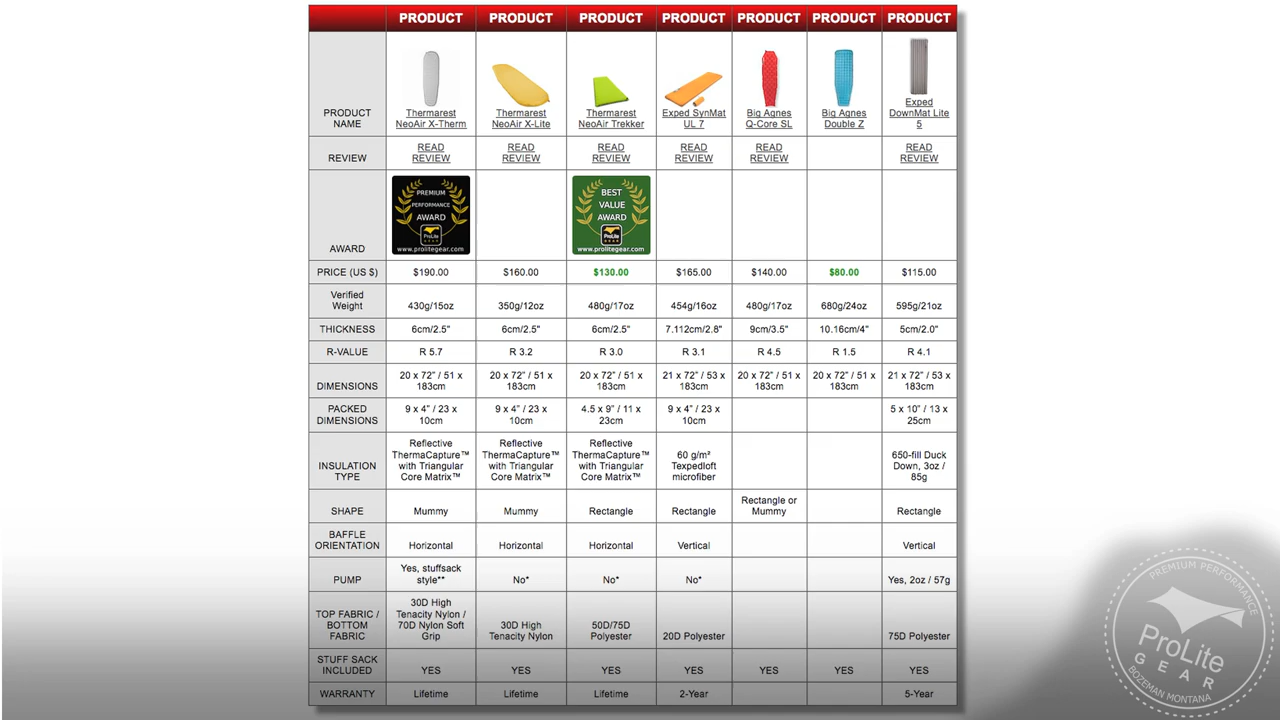 PRODUCT PRODUCT PRODUCT PRODUCT PRODUCT PRODUCT PRODUCT
PRODUCT NAME
Thermarest NeoAir X-Therm
Thermarest NeoAir X-Lite
Thermarest NeoAir Trekker
Exped SynMat UL 7
Big Agnes Q-Core SL
Big Agnes Double Z
Exped DownMat Lite 5
REVIEW
READ REVIEW
READ REVIEW
READ REVIEW
READ REVIEW
READ REVIEW
READ REVIEW
AWARD
PREMIUM
PERFORMANCE
AWARD
ProLite
GEAR
www.prolitegear.com
BEST
VALUE
AWARD
ProLite
GEAR
www.prolitegear.com
PRICE (US $) $190.00 $160.00 $130.00 $165.00 $140.00 $80.00 $115.00
Verified Weight 430g/15oz 350g/12oz 480g/17oz 454g/16oz 480g/17oz 680g/24oz 595g/21oz
THICKNESS 6cm/2.5" 6cm/2.5" 6cm/2.5" 7.112cm/2.8" 9cm/3.5" 10.16cm/4" 5cm/2.0"
R-VALUE R 5.7 R 3.2 R 3.0 R 3.1 R 4.5 R 1.5 R 4.1
DIMENSIONS
20 x 72" / 51 x 183cm
20 x 72" / 51 x 183cm
20 x 72" / 51 x 183cm
21 x 72" / 53 x 183cm
20 x 72" / 51 x 183cm
20 x 72" / 51 x 183cm
21 x 72" / 53 x 183cm
PACKED DIMENSIONS
9 x 4" / 23 x 10cm
9 x 4" / 23 x 10cm
4.5 x 9" / 11 x 23cm
9 x 4" / 23 x 10cm
5 x 10" / 13 x 25cm
INSULATION TYPE
Reflective ThermaCapture™ with Triangular Core Matrix™
Reflective ThermaCapture™ with Triangular Core Matrix™
Reflective ThermaCapture™ with Triangular Core Matrix™
60 g/m² Texpedloft microfiber
650-fill Duck Down, 3oz / 85g
SHAPE Mummy Mummy Rectangle Rectangle Rectangle or Mummy Rectangle
BAFFLE ORIENTATION Horizontal Horizontal Horizontal Vertical Vertical
PUMP Yes, stuffsack style** No* No* No* Yes, 2oz / 57g
TOP FABRIC / BOTTOM FABRIC
30D High Tenacity Nylon / 70D Nylon Soft Grip
30D High Tenacity Nylon
50D/75D Polyester
20D Polyester
75D Polyester
STUFF SACK INCLUDED YES YES YES YES YES YES YES
WARRANTY Lifetime Lifetime Lifetime 2-Year 5-Year
PREMIUM PERFORMANCE
ProLite
GEAR
BOZEMAN MONTANA